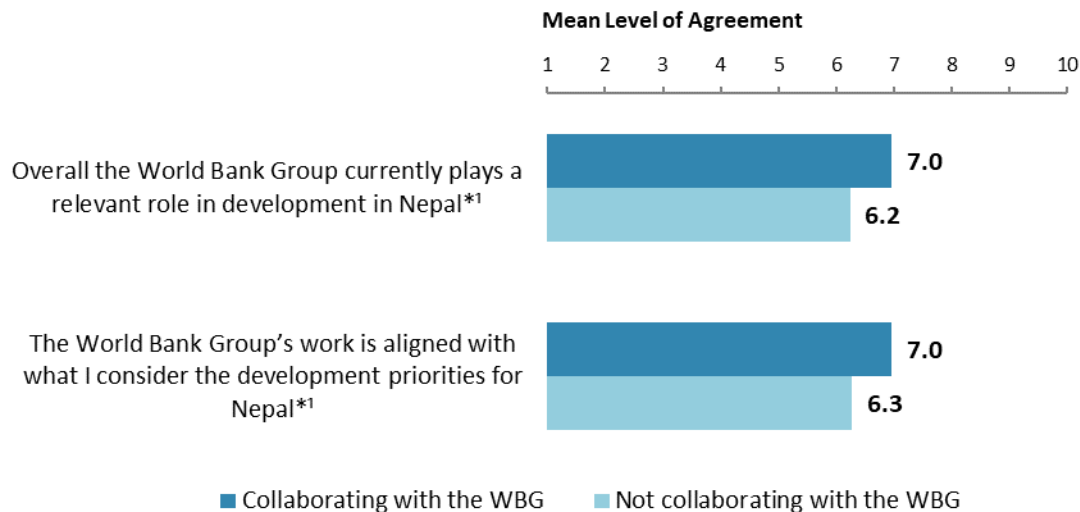 Mean Level of Agreement
1 2 3 4 5 6 7 8 9 10
Overall the World Bank Group currently plays a
relevant role in development in Nepal*¹
7.0
6.2
The World Bank Group’s work is aligned with
what I consider the development priorities for
Nepal*¹
7.0
6.3
Collaborating with the WBG Not collaborating with the WBG